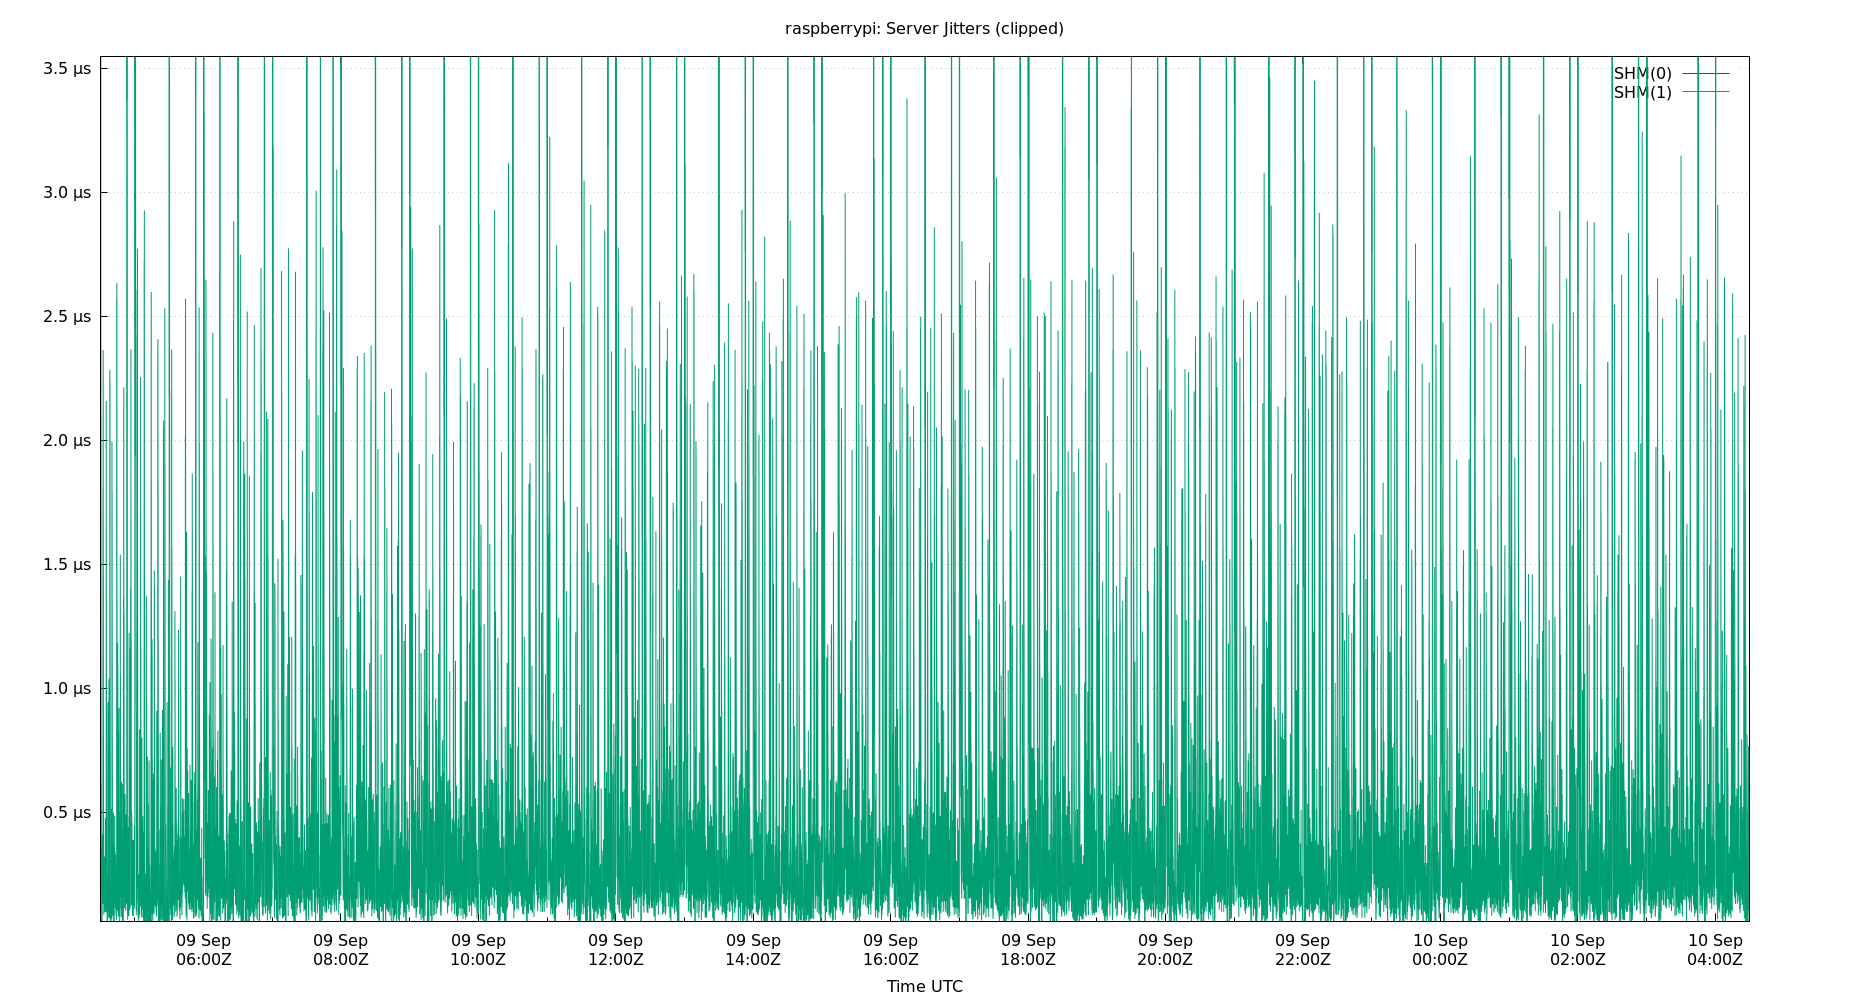 raspberrypi: Server Jitters (clipped)
3.5 µs
SHM(0)
SHM(1)
3.0 µs
2.5 µs
2.0 µs
1.5 µs
1.0 µs
0.5 µs
09 Sep 09 Sep 09 Sep 09 Sep 09 Sep 09 Sep 09 Sep 09 Sep 09 Sep 10 Sep 10 Sep 10 Sep
06:00Z 08:00Z 10:00Z 12:00Z 14:00Z 16:00Z 18:00Z 20:00Z 22:00Z 00:00Z 02:00Z 04:00Z
Time UTC